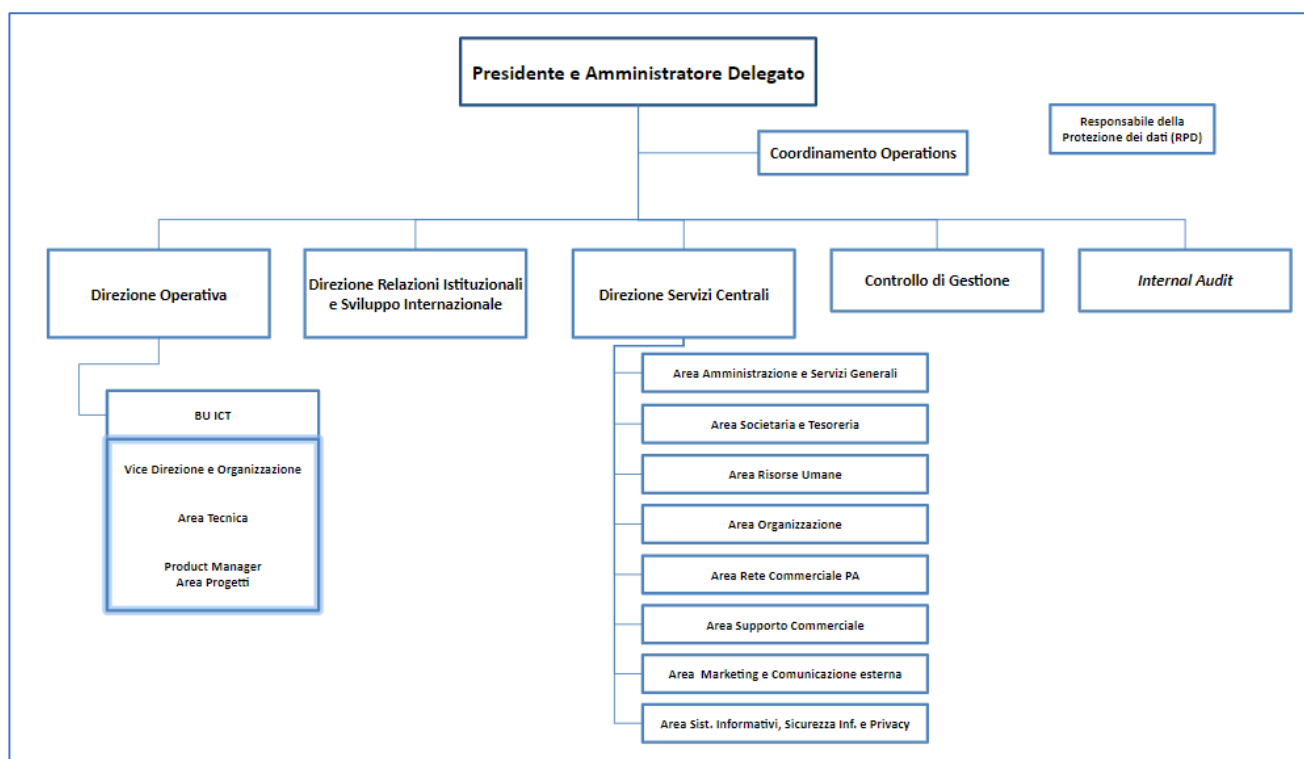 Presidente e Amministratore Delegato
Responsabile della
Protezione dei dati (RPD)
Coordinamento Operations
Direzione Operativa
Direzione Relazioni Istituzionali
e Sviluppo Internazionale
Direzione Servizi Centrali
Controllo di Gestione
Internal Audit
BU ICT
Vice Direzione e Organizzazione
Area Tecnica
Product Manager
Area Progetti
Area Amministrazione e Servizi Generali
Area Societaria e Tesoreria
Area Risorse Umane
Area Organizzazione
Area Rete Commerciale PA
Area Supporto Commerciale
Area Marketing e Comunicazione esterna
Area Sist. Informativi, Sicurezza Inf. e Privacy